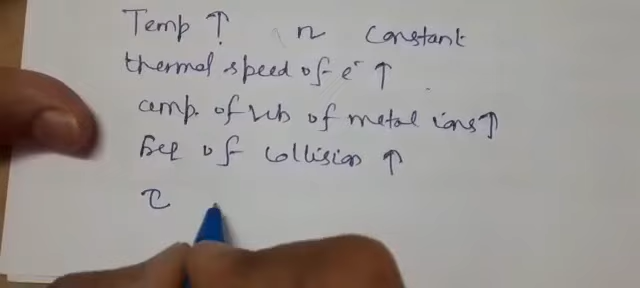 Temp ↑ n constant
thermal speed of e⁻ ↑
amp. of vib of metal ions ↑
freq of collision ↑
τ